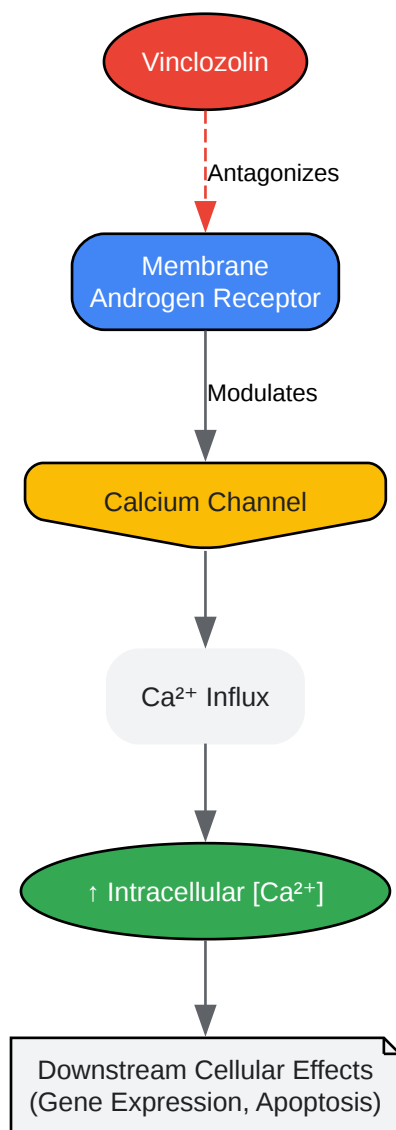 Vinclozolin
Antagonizes
Membrane
Androgen Receptor
Modulates
Calcium Channel
Ca²⁺ Influx
↑ Intracellular [Ca²⁺]
Downstream Cellular Effects
(Gene Expression, Apoptosis)